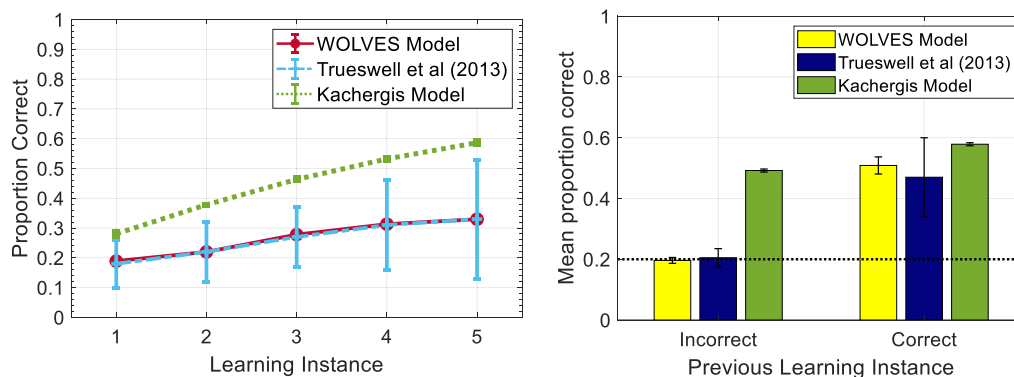 Proportion Correct
1
0.9
0.8
0.7
0.6
0.5
0.4
0.3
0.2
0.1
0
WOLVES Model
Trueswell et al (2013)
Kachergis Model
1 2 3 4 5
Learning Instance
Mean proportion correct
1
0.8
0.6
0.4
0.2
0
WOLVES Model
Trueswell et al (2013)
Kachergis Model
Incorrect Correct
Previous Learning Instance